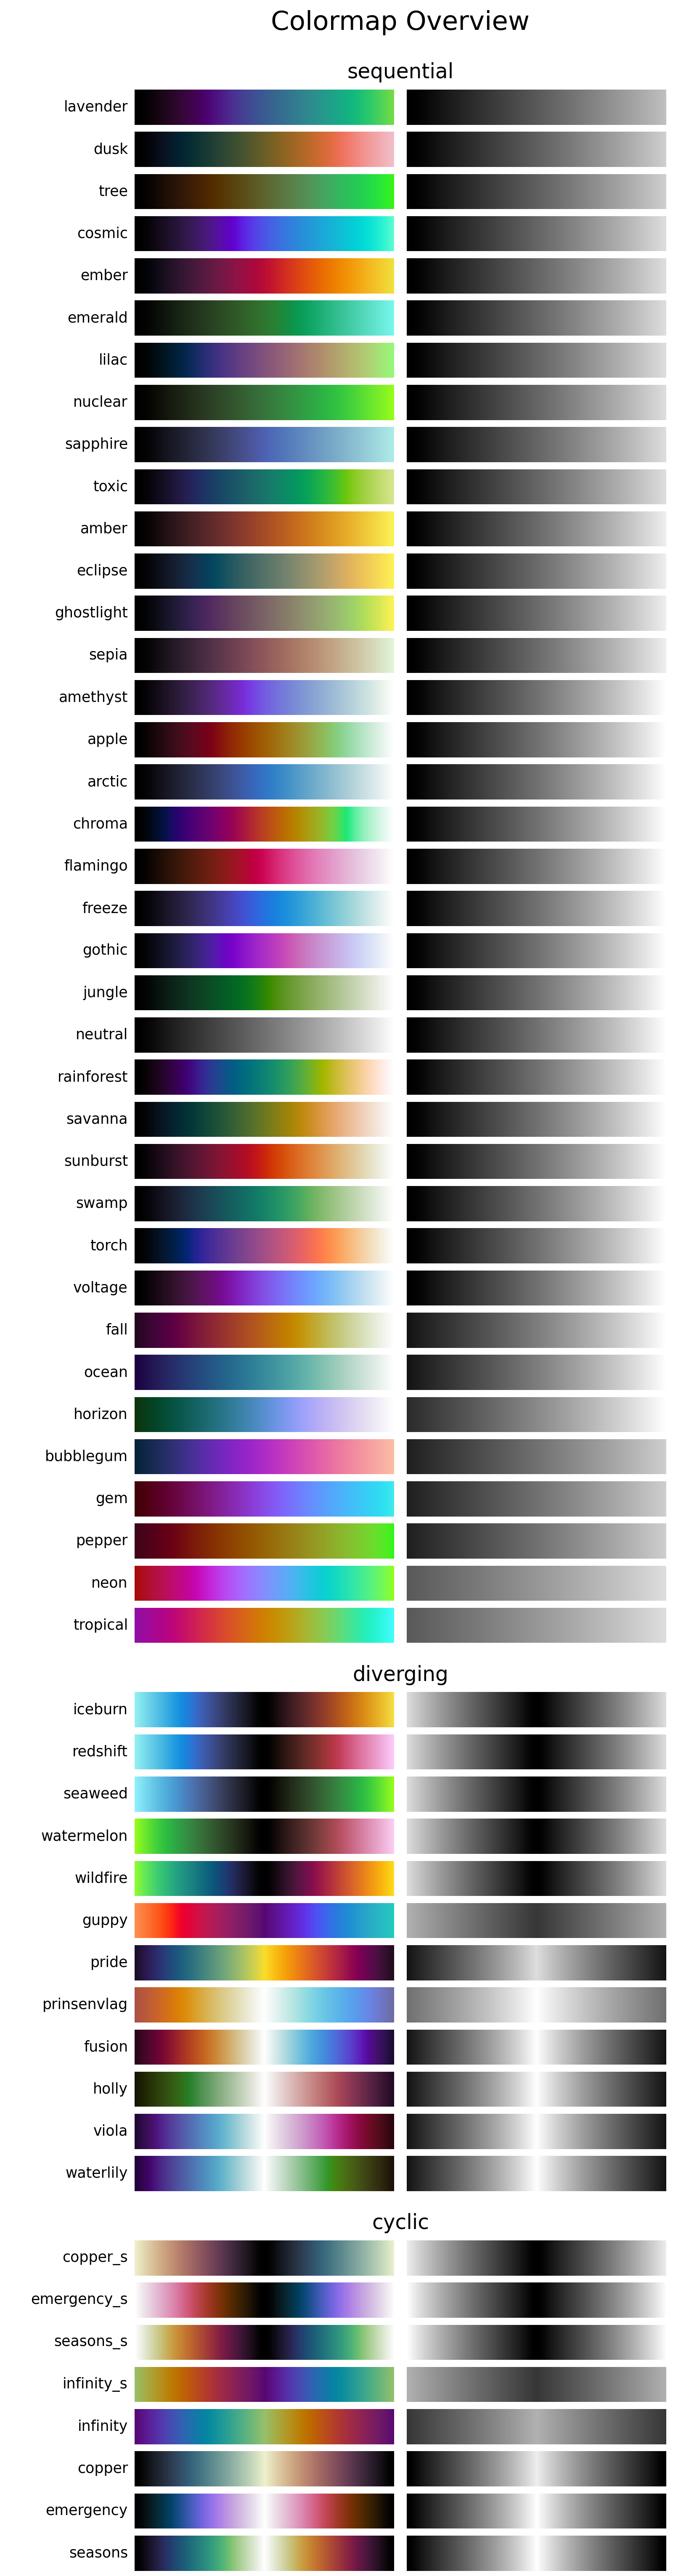 Colormap Overview
sequential
lavender
dusk
tree
cosmic
ember
emerald
lilac
nuclear
sapphire
toxic
amber
eclipse
ghostlight
sepia
amethyst
apple
arctic
chroma
flamingo
freeze
gothic
jungle
neutral
rainforest
savanna
sunburst
swamp
torch
voltage
fall
ocean
horizon
bubblegum
gem
pepper
neon
tropical
diverging
iceburn
redshift
seaweed
watermelon
wildfire
guppy
pride
prinsenvlag
fusion
holly
viola
waterlily
cyclic
copper_s
emergency_s
seasons_s
infinity_s
infinity
copper
emergency
seasons